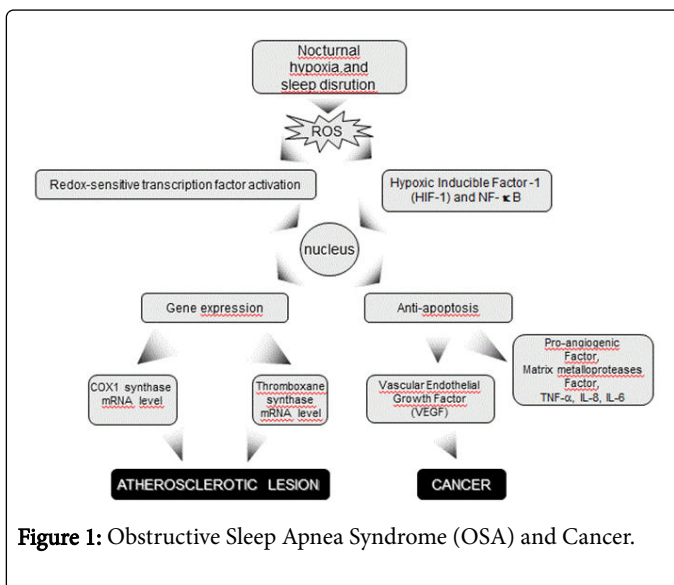 Nocturnal
hypoxia and
sleep disrution
ROS
Redox-sensitive transcription factor activation
Hypoxic Inducible Factor-1
(HIF-1) and NF- κB
nucleus
Gene expression
Anti-apoptosis
COX1 synthase
mRNA level
Thromboxane
synthase
mRNA level
Vascular Endothelial
Growth Factor
(VEGF)
Pro-angiogenic
Factor,
Matrix metalloproteases
Factor,
TNF-α, IL-8, IL-6
ATHEROSCLEROTIC LESION
CANCER
Figure 1: Obstructive Sleep Apnea Syndrome (OSA) and Cancer.